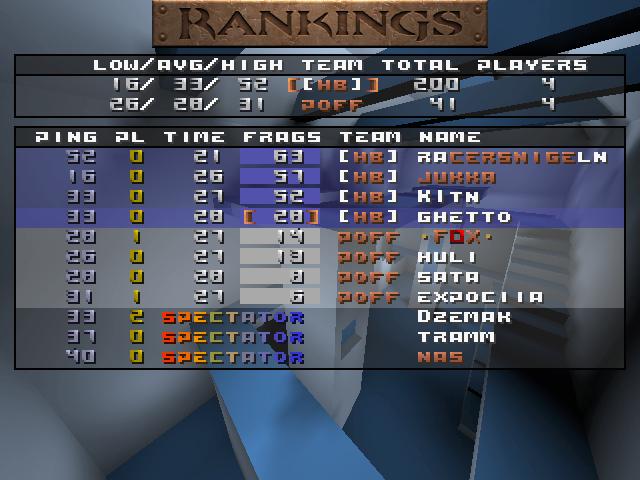 RANKINGS
LOW/AVG/HIGH TEAM TOTAL PLAYERS
16/ 33/ 52 [[HB]] 200 4
26/ 28/ 31 POFF 41 4
PING PL TIME FRAGS TEAM NAME
52 0 21 63 [HB] RACERSNIGELN
16 0 26 57 [HB] JUKKA
33 0 27 52 [HB] KITN
33 0 28 [ 28] [HB] GHETTO
28 1 27 14 POFF ·FOX·
26 0 27 13 POFF HULI
28 0 28 8 POFF SATA
31 1 27 6 POFF EXPOCIIA
33 2 SPECTATOR DZEMAK
37 0 SPECTATOR TRAMM
40 0 SPECTATOR NAS